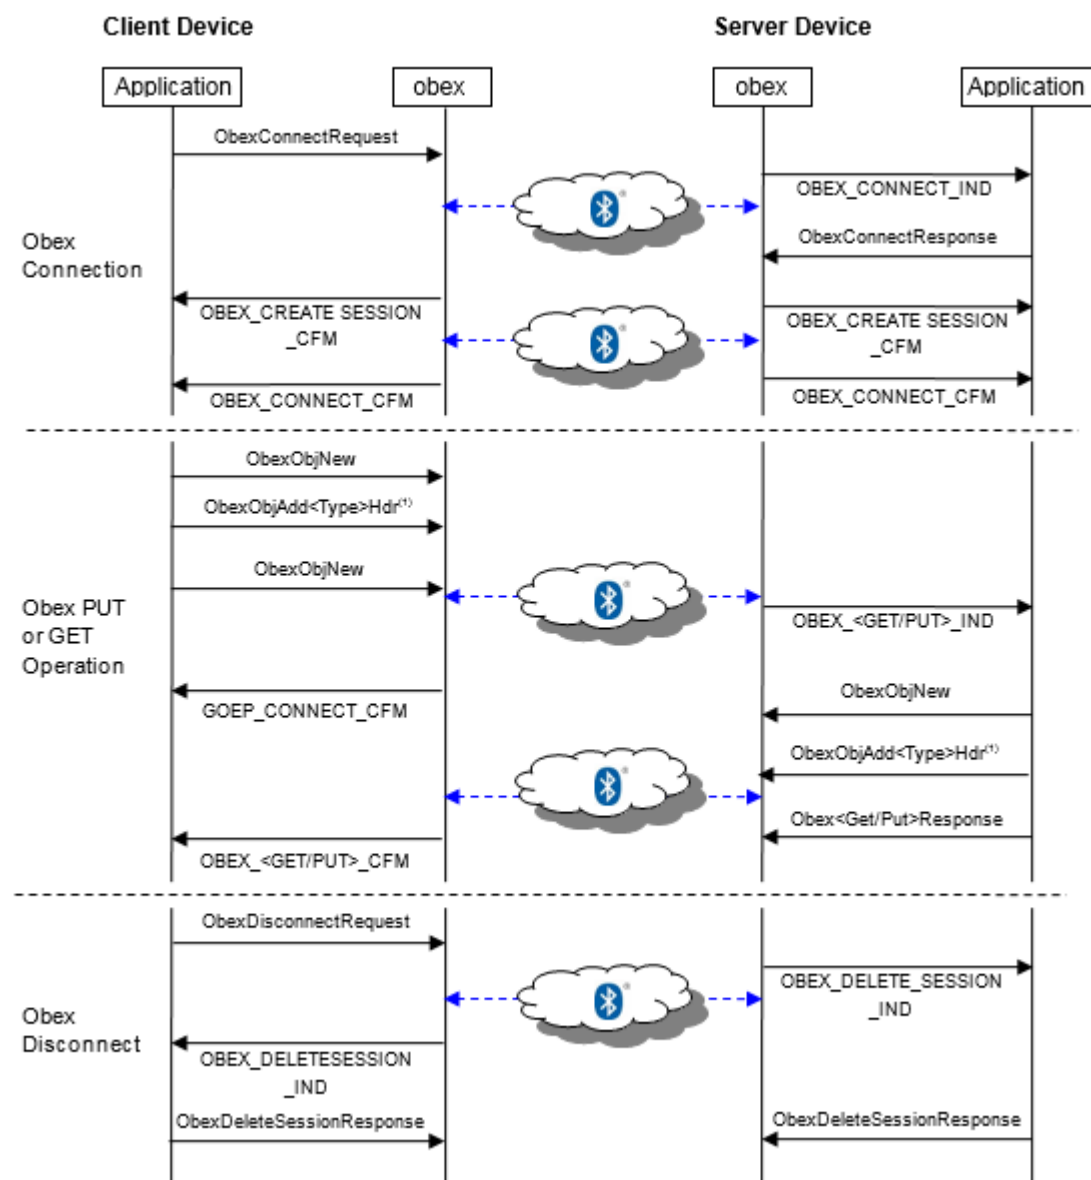 Client Device
Server Device
Application
obex
obex
Application
ObexConnectRequest
OBEX_CONNECT_IND
ObexConnectResponse
Obex
Connection
OBEX_CREATE SESSION
_CFM
OBEX_CREATE SESSION
_CFM
OBEX_CONNECT_CFM
OBEX_CONNECT_CFM
ObexObjNew
ObexObjAdd<Type>Hdr⁽¹⁾
ObexObjNew
Obex PUT
or GET
Operation
OBEX_<GET/PUT>_IND
GOEP_CONNECT_CFM
ObexObjNew
ObexObjAdd<Type>Hdr⁽¹⁾
Obex<Get/Put>Response
OBEX_<GET/PUT>_CFM
ObexDisconnectRequest
OBEX_DELETE_SESSION
_IND
Obex
Disconnect
OBEX_DELETESESSION
_IND
ObexDeleteSessionResponse
ObexDeleteSessionResponse